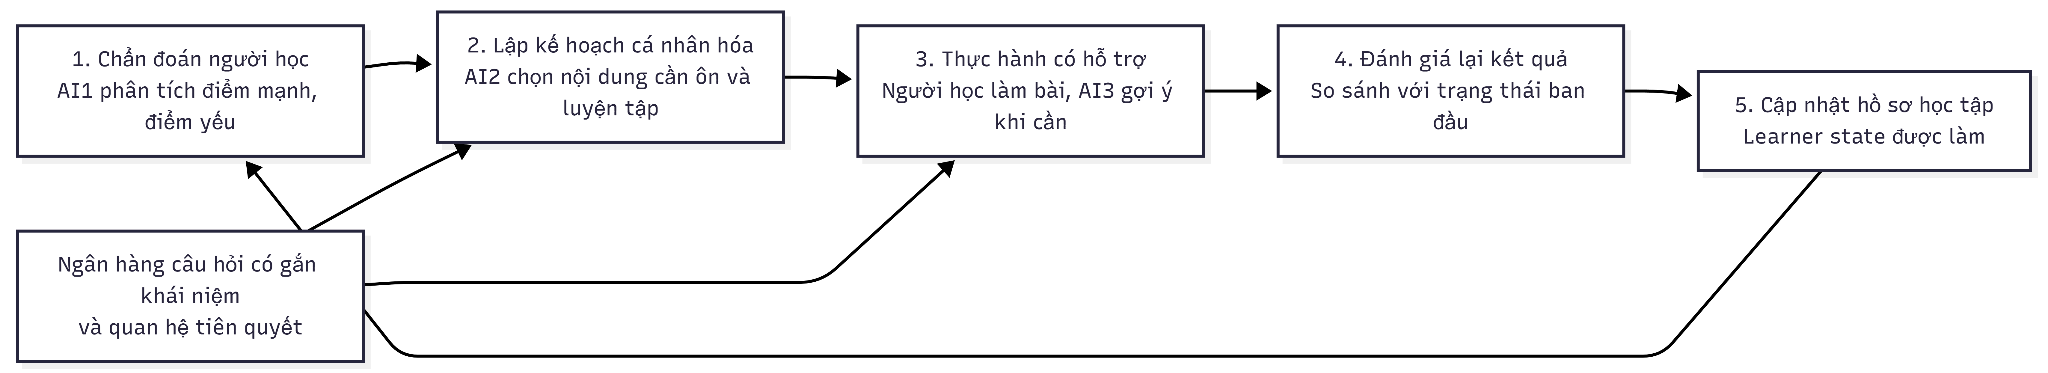 1. Chẩn đoán người học
AI1 phân tích điểm mạnh,
điểm yếu
2. Lập kế hoạch cá nhân hóa
AI2 chọn nội dung cần ôn và
luyện tập
3. Thực hành có hỗ trợ
Người học làm bài, AI3 gợi ý
khi cần
4. Đánh giá lại kết quả
So sánh với trạng thái ban
đầu
5. Cập nhật hồ sơ học tập
Learner state được làm
Ngân hàng câu hỏi có gắn
khái niệm
và quan hệ tiên quyết